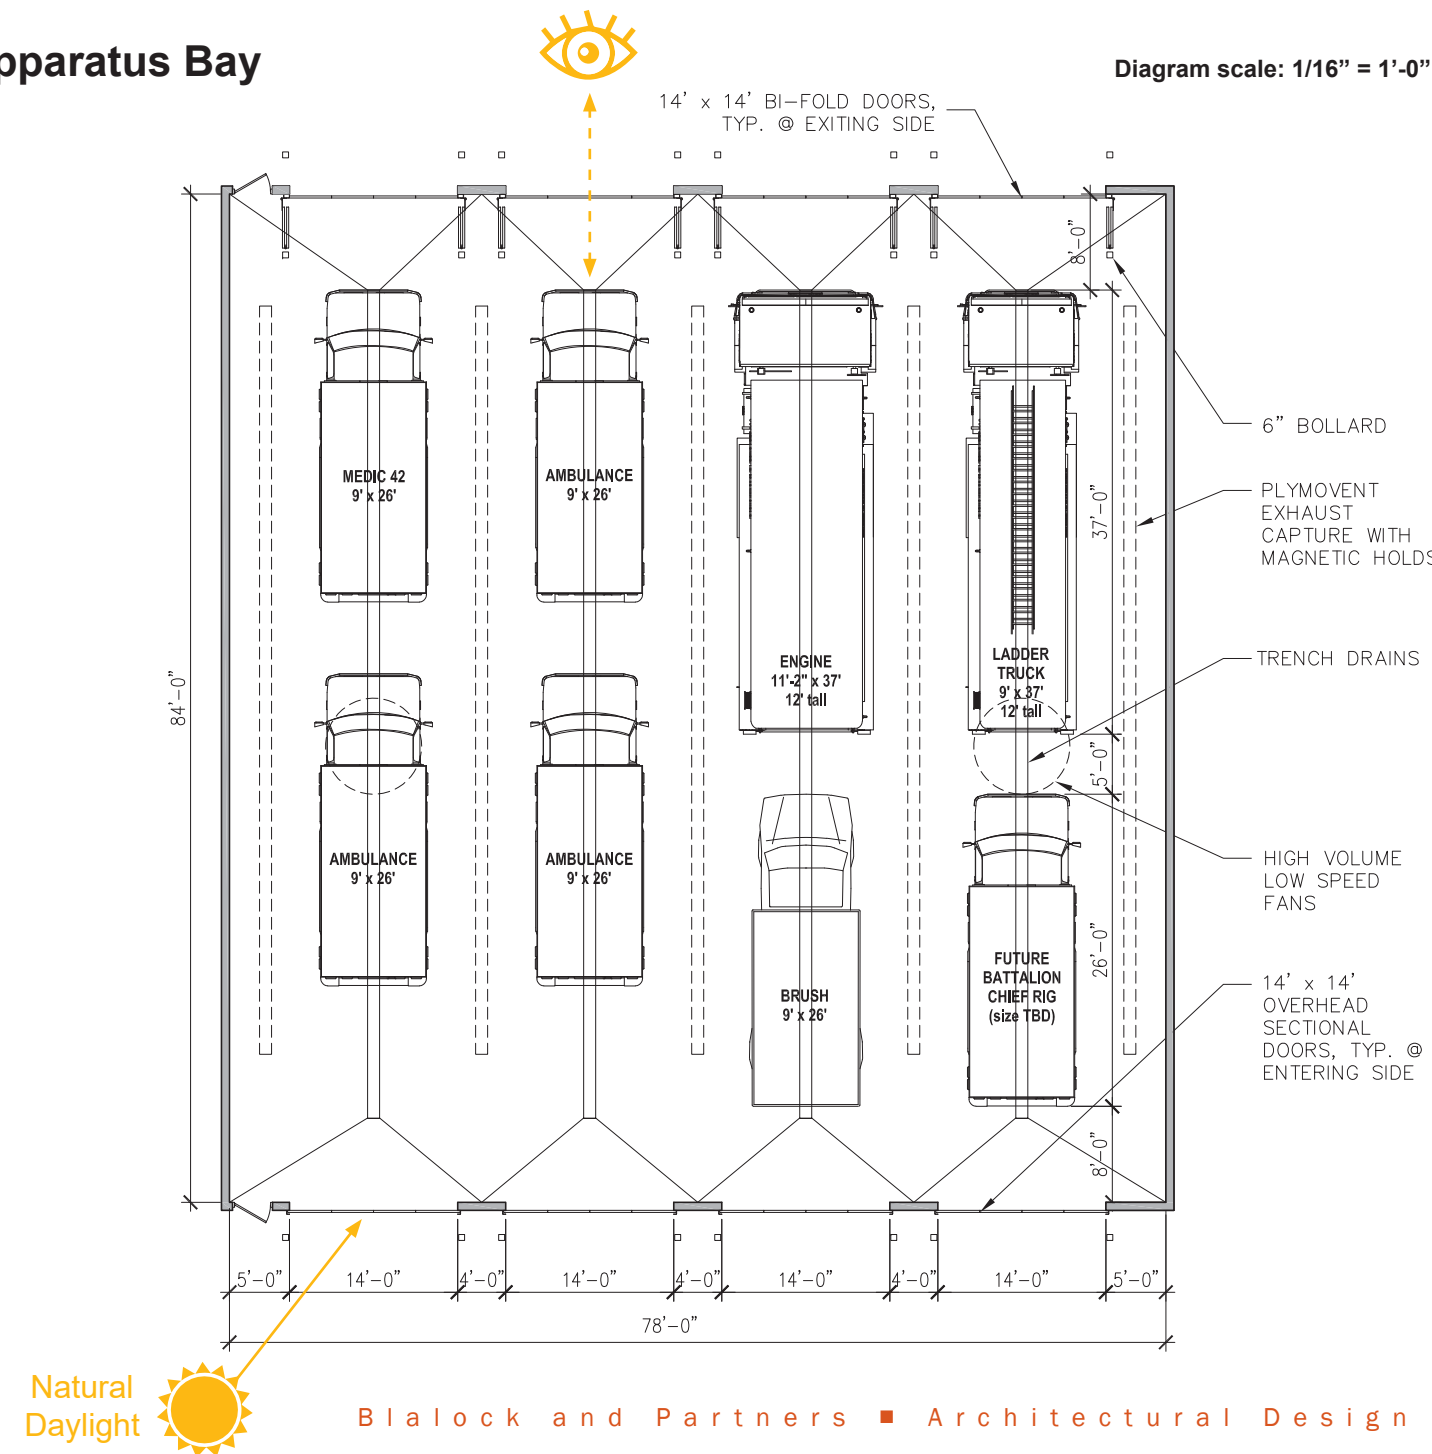 pparatus Bay
Diagram scale: 1/16” = 1’-0”
14’ x 14’ BI-FOLD DOORS,
TYP. @ EXITING SIDE
8’-0”
6” BOLLARD
MEDIC 42
9' x 26'
AMBULANCE
9' x 26'
PLYMOVENT
EXHAUST
CAPTURE WITH
MAGNETIC HOLDS
37’-0”
84’-0”
ENGINE
11'-2" x 37'
12' tall
LADDER
TRUCK
9' x 37'
12' tall
TRENCH DRAINS
5’-0”
AMBULANCE
9' x 26'
AMBULANCE
9' x 26'
HIGH VOLUME
LOW SPEED
FANS
26’-0”
BRUSH
9' x 26'
FUTURE
BATTALION
CHIEF RIG
(size TBD)
14’ x 14’
OVERHEAD
SECTIONAL
DOORS, TYP. @
ENTERING SIDE
8’-0”
5’-0” 14’-0” 4’-0” 14’-0” 4’-0” 14’-0” 4’-0” 14’-0” 5’-0”
78’-0”
Natural
Daylight
Blalock and Partners ■ Architectural Design